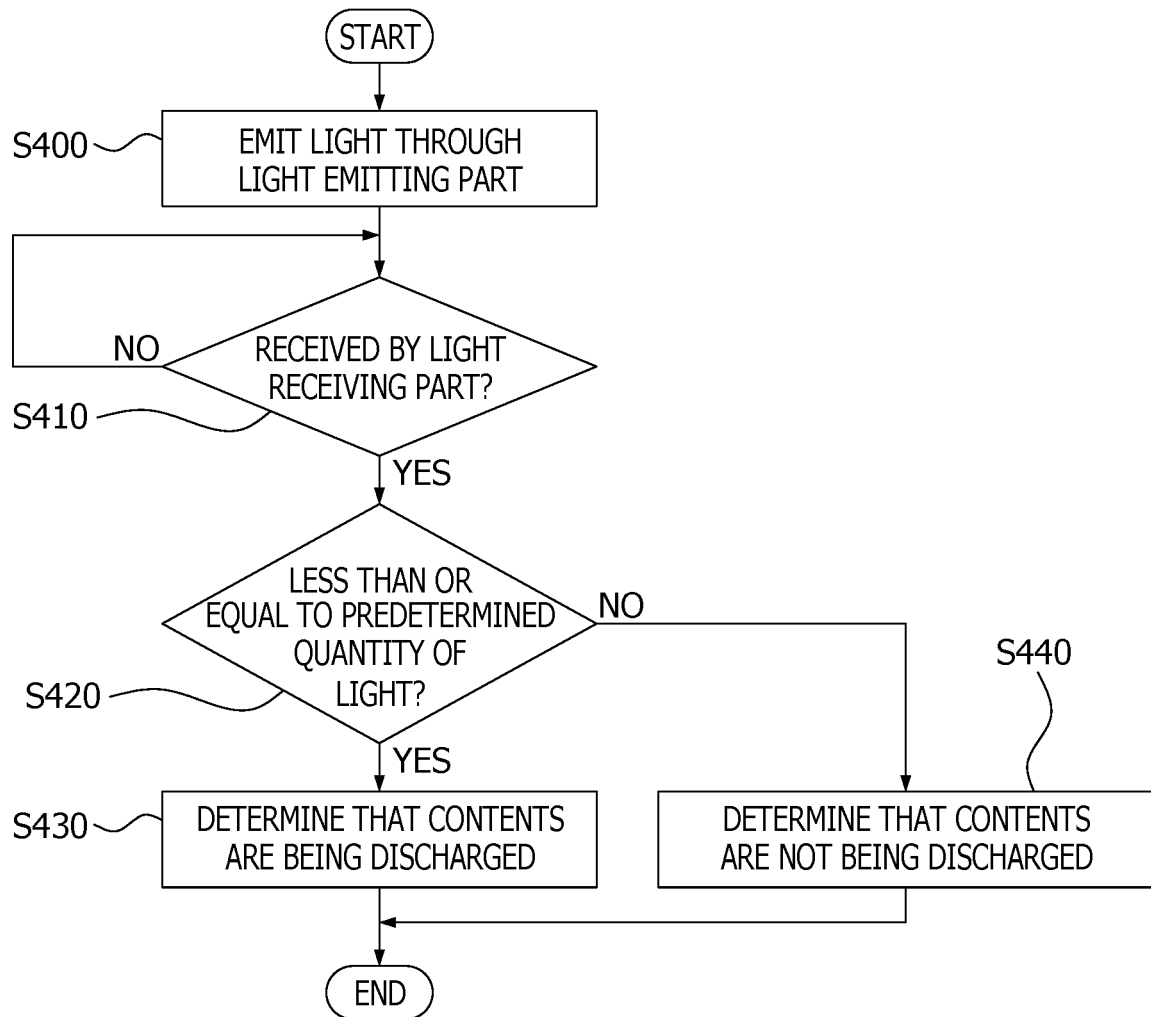 START
S400
EMIT LIGHT THROUGH
LIGHT EMITTING PART
NO
RECEIVED BY LIGHT
RECEIVING PART?
S410
YES
LESS THAN OR
EQUAL TO PREDETERMINED
QUANTITY OF
LIGHT?
NO
S420
S440
YES
S430
DETERMINE THAT CONTENTS
ARE BEING DISCHARGED
DETERMINE THAT CONTENTS
ARE NOT BEING DISCHARGED
END